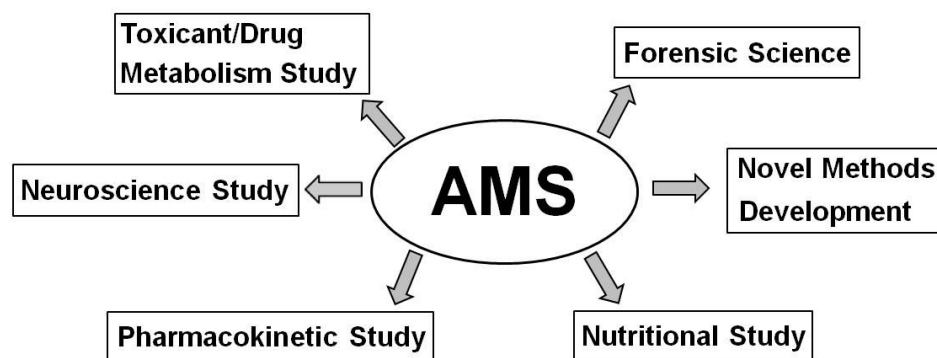 Toxicant/Drug
Metabolism Study
Forensic Science
AMS
Neuroscience Study
Novel Methods
Development
Pharmacokinetic Study
Nutritional Study